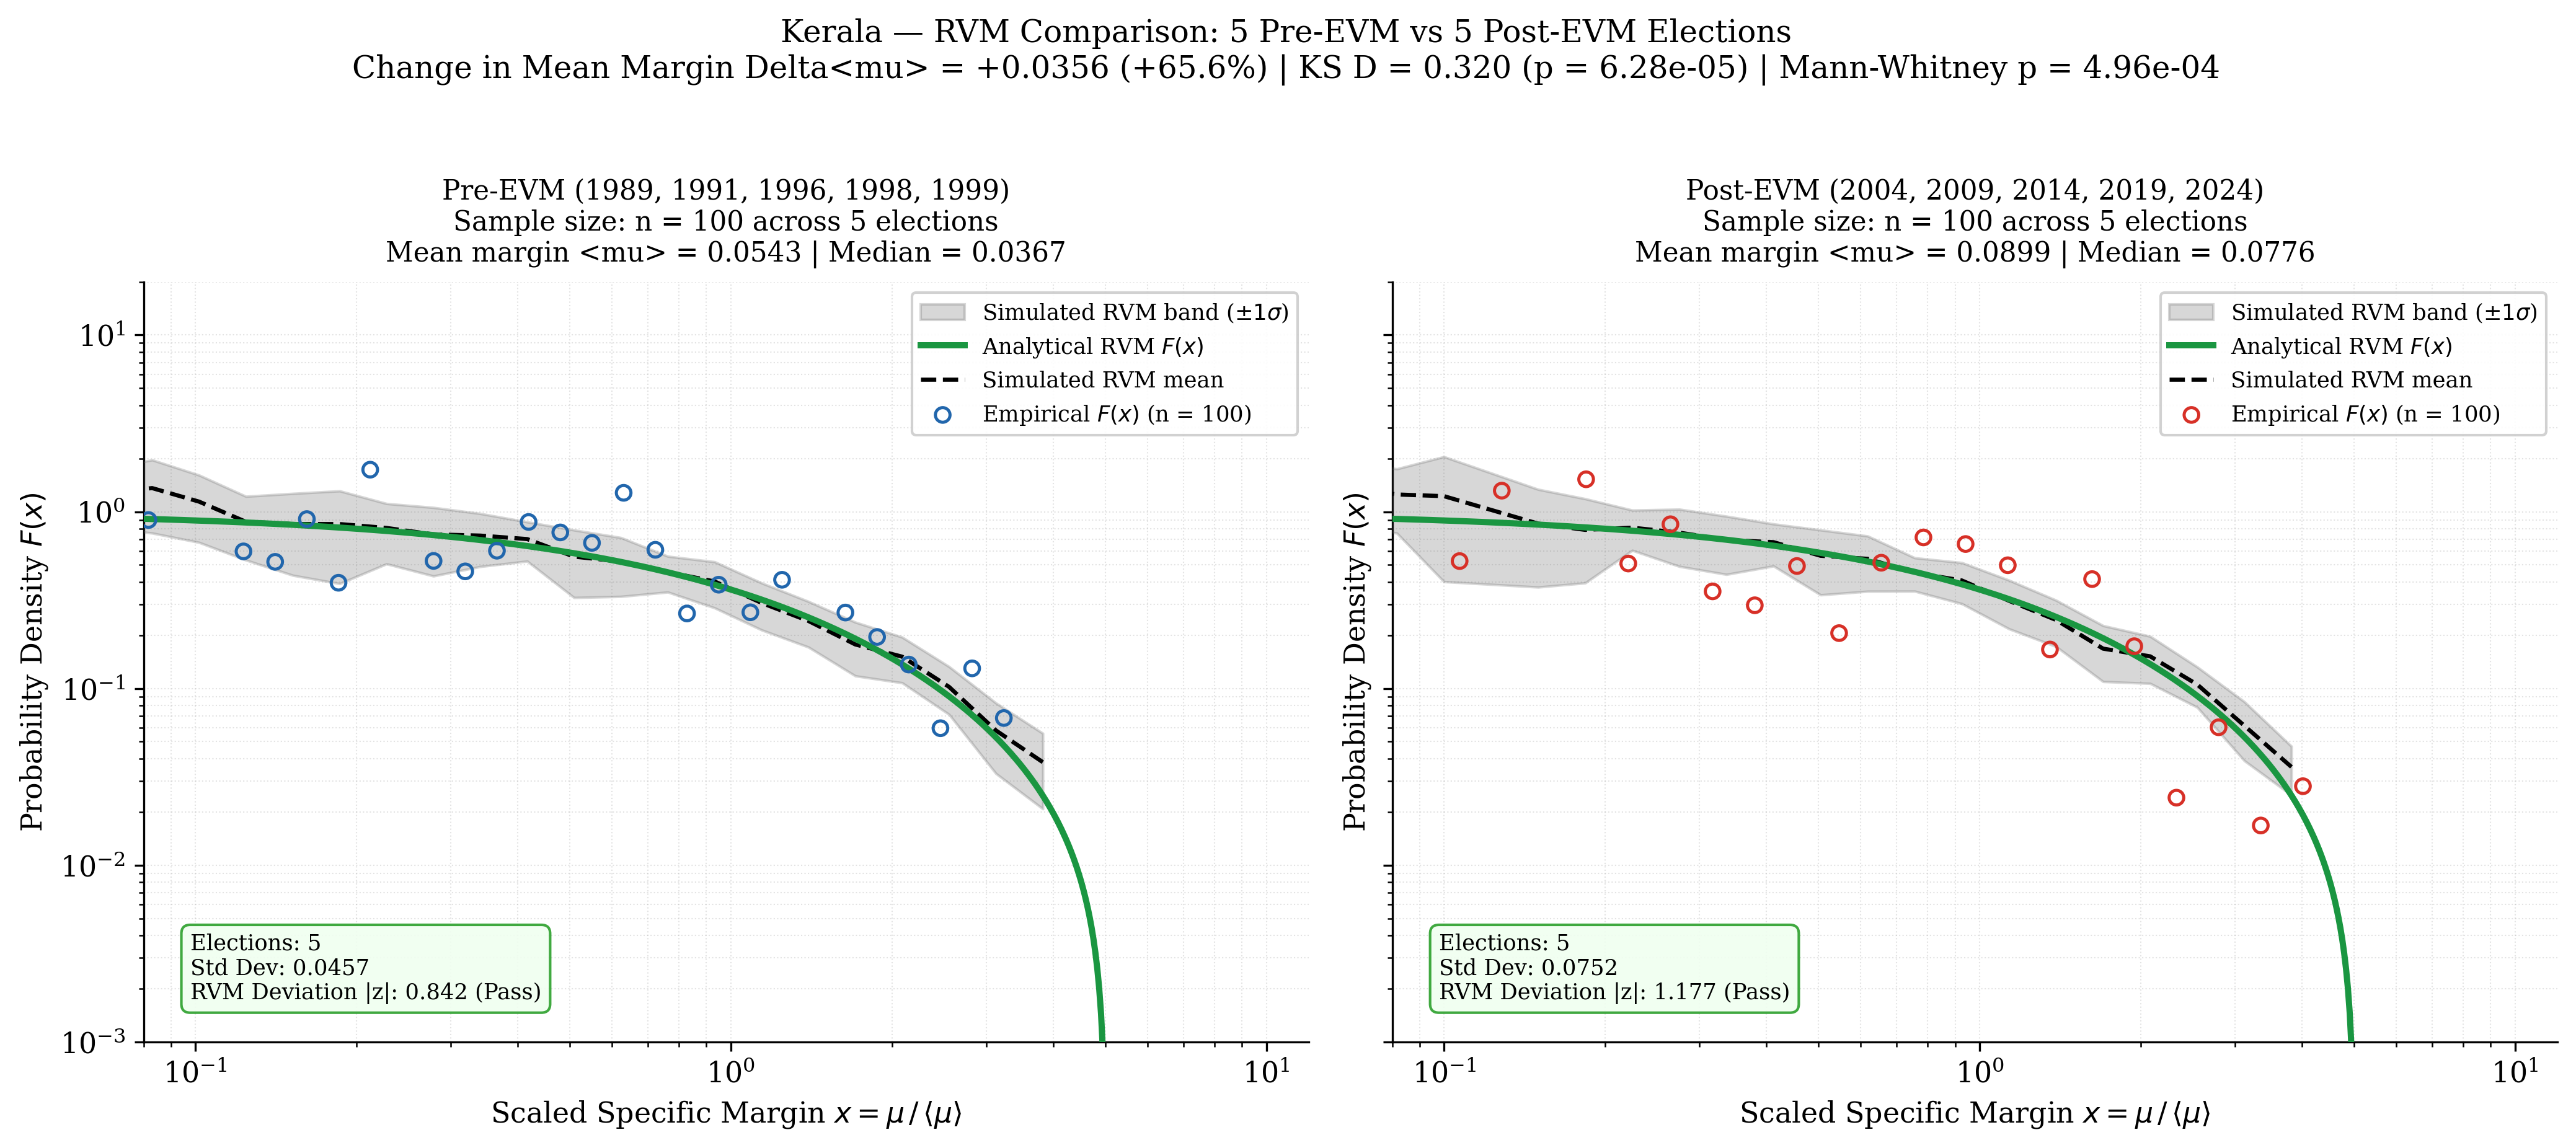 Kerala — RVM Comparison: 5 Pre-EVM vs 5 Post-EVM Elections
Change in Mean Margin Delta<mu> = +0.0356 (+65.6%) | KS D = 0.320 (p = 6.28e-05) | Mann-Whitney p = 4.96e-04
Pre-EVM (1989, 1991, 1996, 1998, 1999)
Sample size: n = 100 across 5 elections
Mean margin <mu> = 0.0543 | Median = 0.0367
Simulated RVM band (±1σ)
Analytical RVM F(x)
Simulated RVM mean
Empirical F(x) (n = 100)
Probability Density F(x)
10¹
10⁰
10⁻¹
10⁻²
10⁻³
Elections: 5
Std Dev: 0.0457
RVM Deviation |z|: 0.842 (Pass)
10⁻¹
10⁰
10¹
Scaled Specific Margin x = μ / ⟨μ⟩
Post-EVM (2004, 2009, 2014, 2019, 2024)
Sample size: n = 100 across 5 elections
Mean margin <mu> = 0.0899 | Median = 0.0776
Simulated RVM band (±1σ)
Analytical RVM F(x)
Simulated RVM mean
Empirical F(x) (n = 100)
Probability Density F(x)
Elections: 5
Std Dev: 0.0752
RVM Deviation |z|: 1.177 (Pass)
10⁻¹
10⁰
10¹
Scaled Specific Margin x = μ / ⟨μ⟩